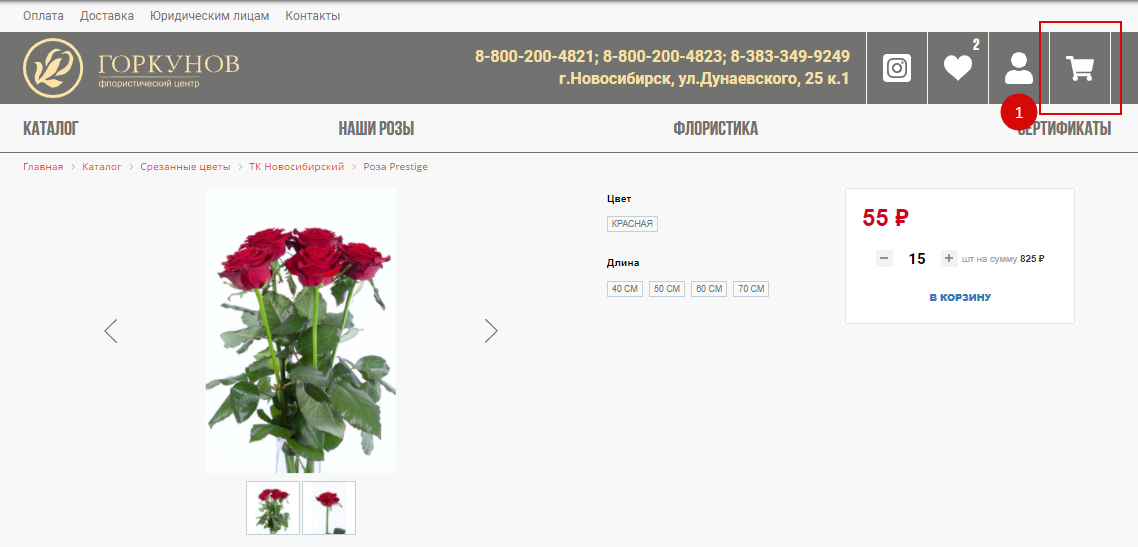 Оплата Доставка Юридическим лицам Контакты
ГОРКУНОВ
флористический центр
8-800-200-4821; 8-800-200-4823; 8-383-349-9249
г.Новосибирск, ул.Дунаевского, 25 к.1
2
1
КАТАЛОГ НАШИ РОЗЫ ФЛОРИСТИКА СЕРТИФИКАТЫ
Главная > Каталог > Срезанные цветы > ТК Новосибирский > Роза Prestige
Цвет
КРАСНАЯ
Длина
40 СМ 50 СМ 60 СМ 70 СМ
55 ₽
− 15 + шт на сумму 825 ₽
В КОРЗИНУ